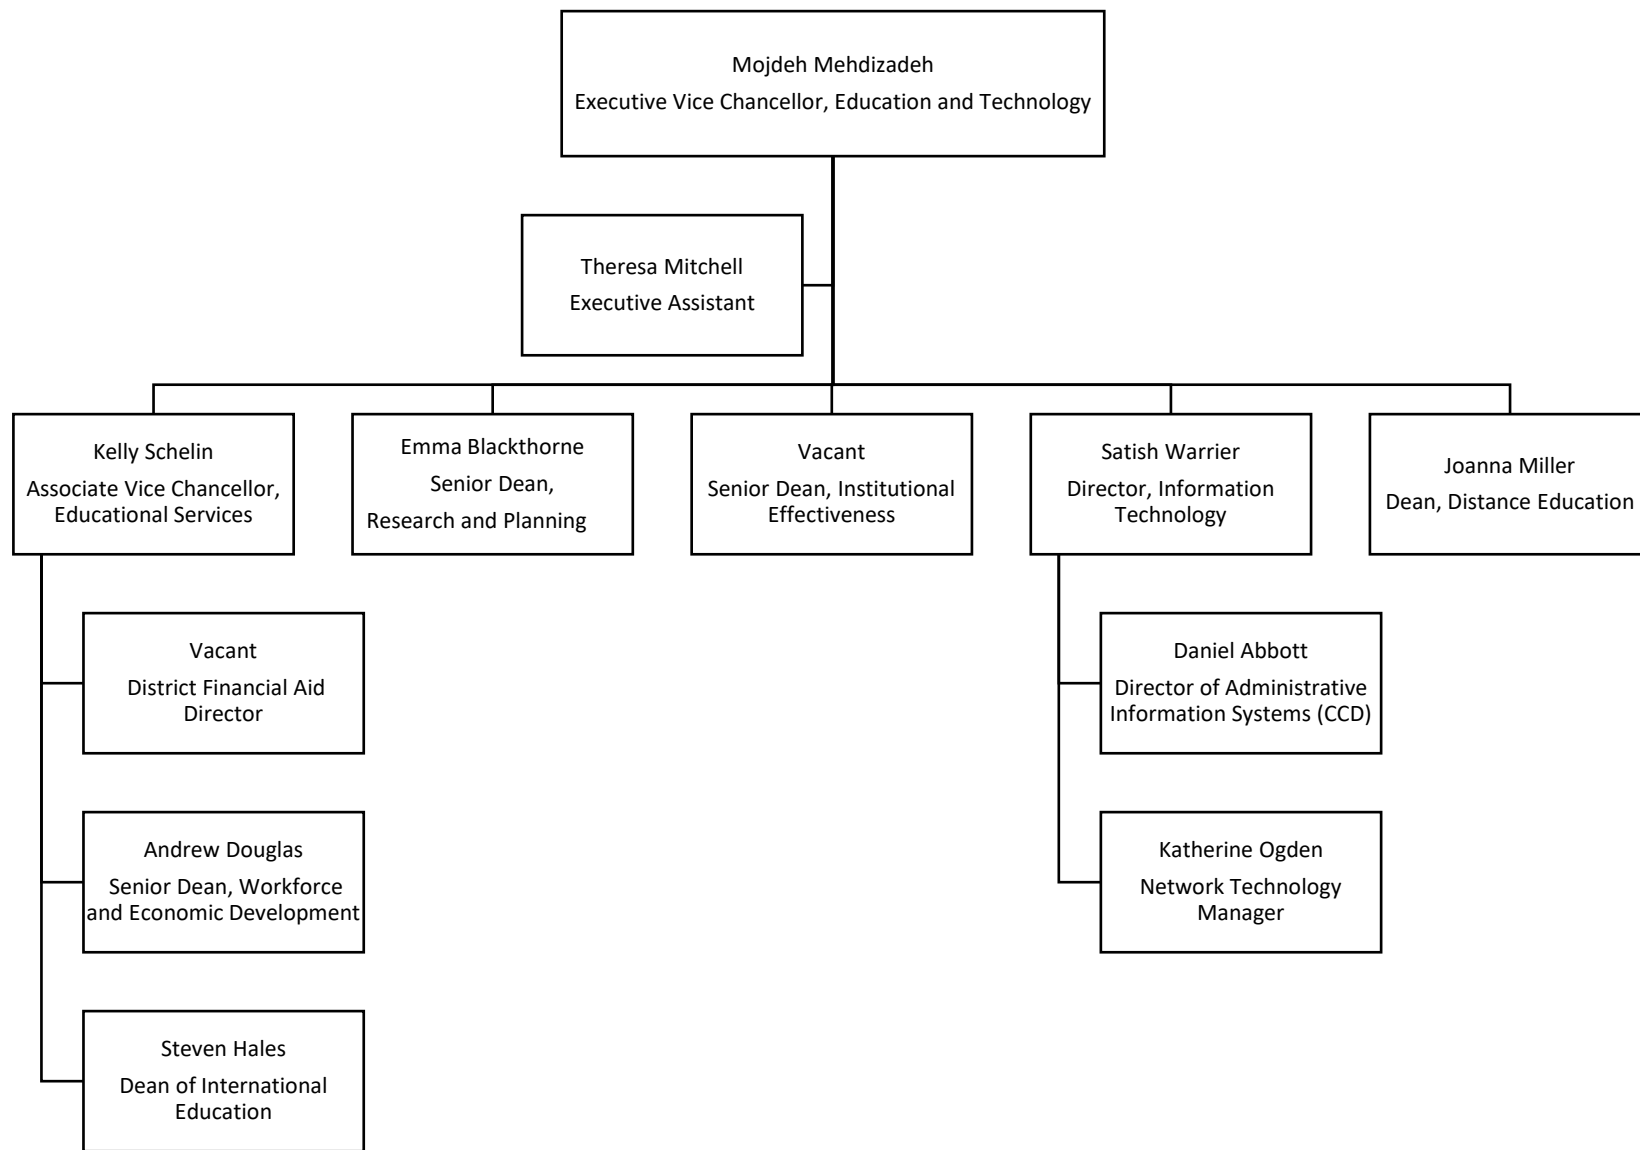 Mojdeh Mehdizadeh
Executive Vice Chancellor, Education and Technology
Theresa Mitchell
Executive Assistant
Kelly Schelin
Associate Vice Chancellor,
Educational Services
Emma Blackthorne
Senior Dean,
Research and Planning
Vacant
Senior Dean, Institutional
Effectiveness
Satish Warrier
Director, Information
Technology
Joanna Miller
Dean, Distance Education
Vacant
District Financial Aid
Director
Andrew Douglas
Senior Dean, Workforce
and Economic Development
Steven Hales
Dean of International
Education
Daniel Abbott
Director of Administrative
Information Systems (CCD)
Katherine Ogden
Network Technology
Manager